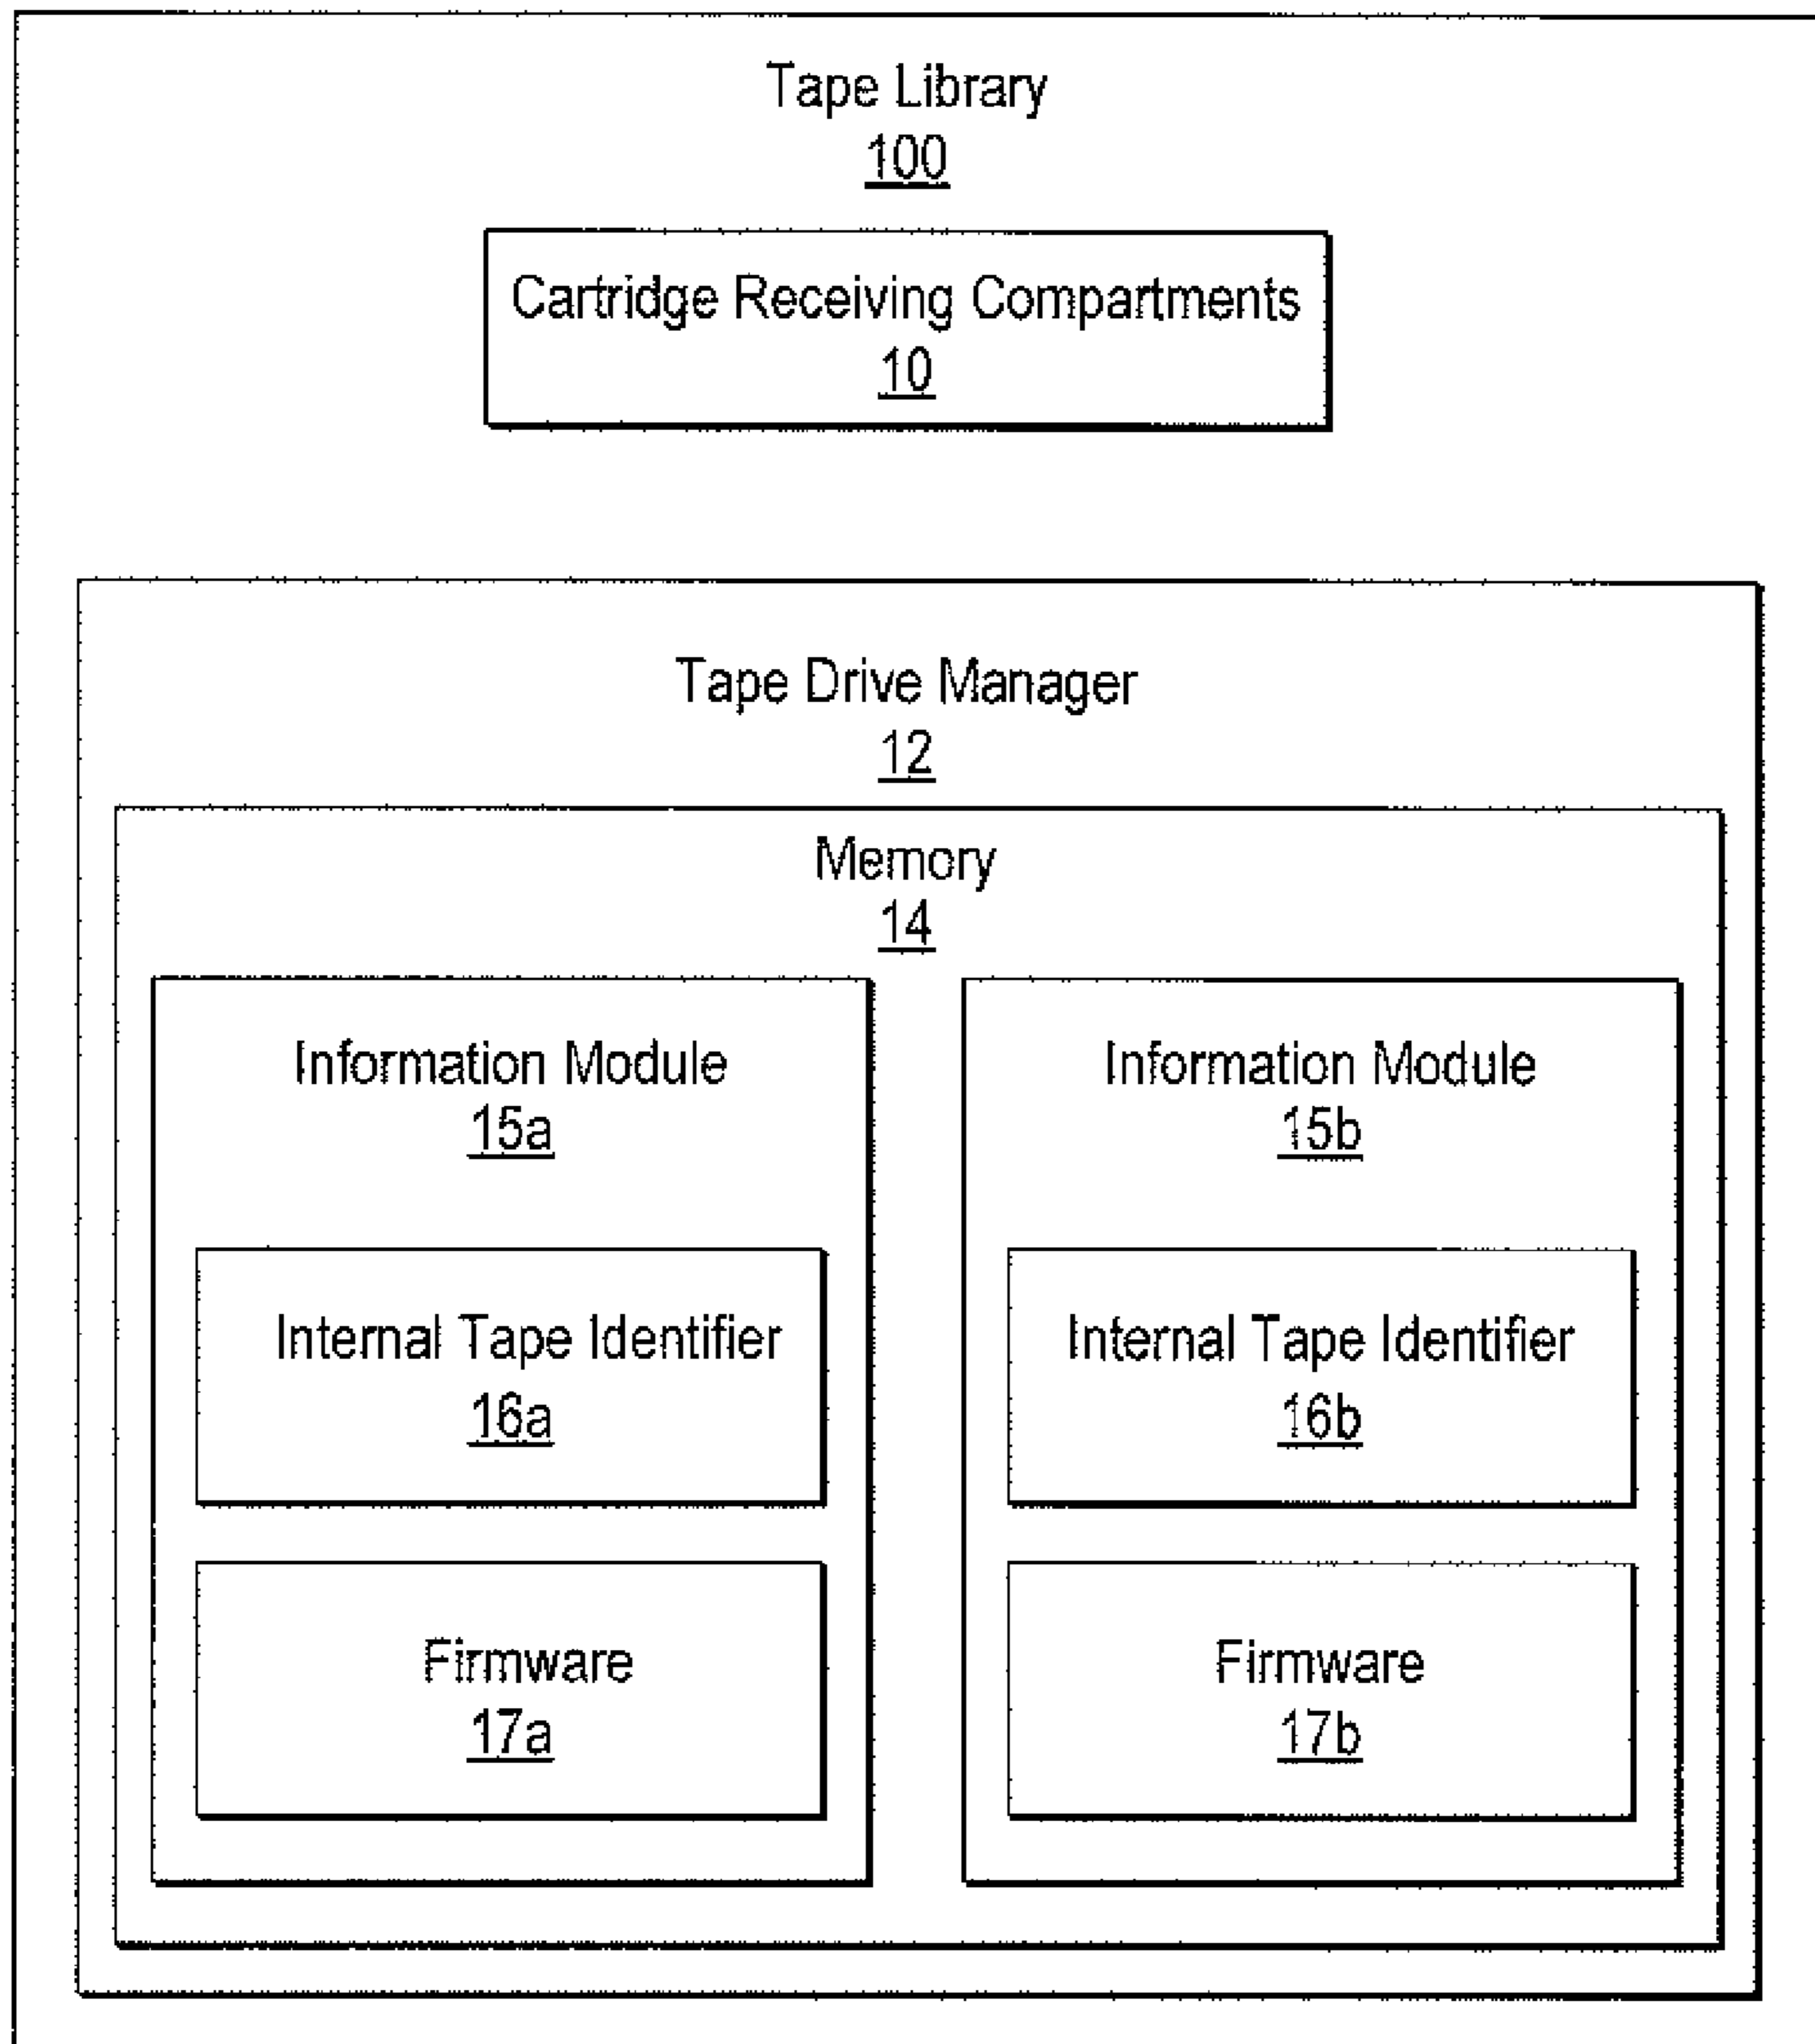 Tape Library
100
Cartridge Receiving Compartments
10
Tape Drive Manager
12
Memory
14
Information Module
15a
Internal Tape Identifier
16a
Firmware
17a
Information Module
15b
Internal Tape Identifier
16b
Firmware
17b